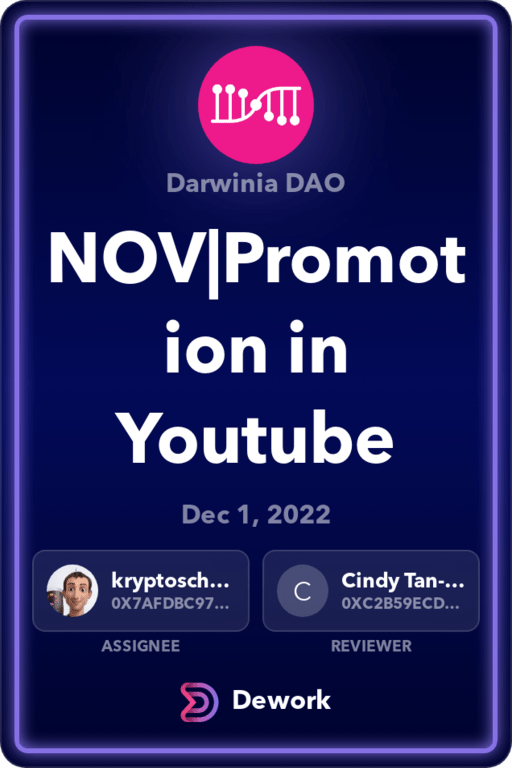 Darwinia DAO
NOV|Promot
ion in
Youtube
Dec 1, 2022
kryptosch...
0X7AFDBC97...
ASSIGNEE
C
Cindy Tan-...
0XC2B59ECD...
REVIEWER
Dework